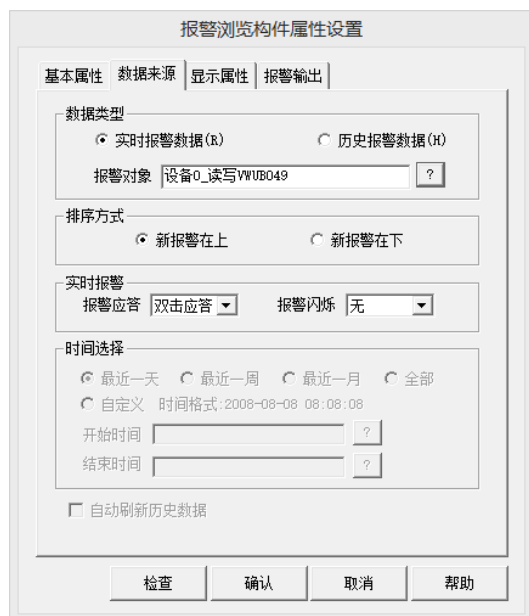 报警浏览构件属性设置
基本属性 数据来源 显示属性 报警输出
数据类型
实时报警数据(R) 历史报警数据(H)
报警对象 设备0_读写VWUB049 ?
排序方式
新报警在上 新报警在下
实时报警
报警应答 双击应答 报警闪烁 无
时间选择
最近一天 最近一周 最近一月 全部
自定义 时间格式:2008-08-08 08:08:08
开始时间 ?
结束时间 ?
自动刷新历史数据
检查 确认 取消 帮助